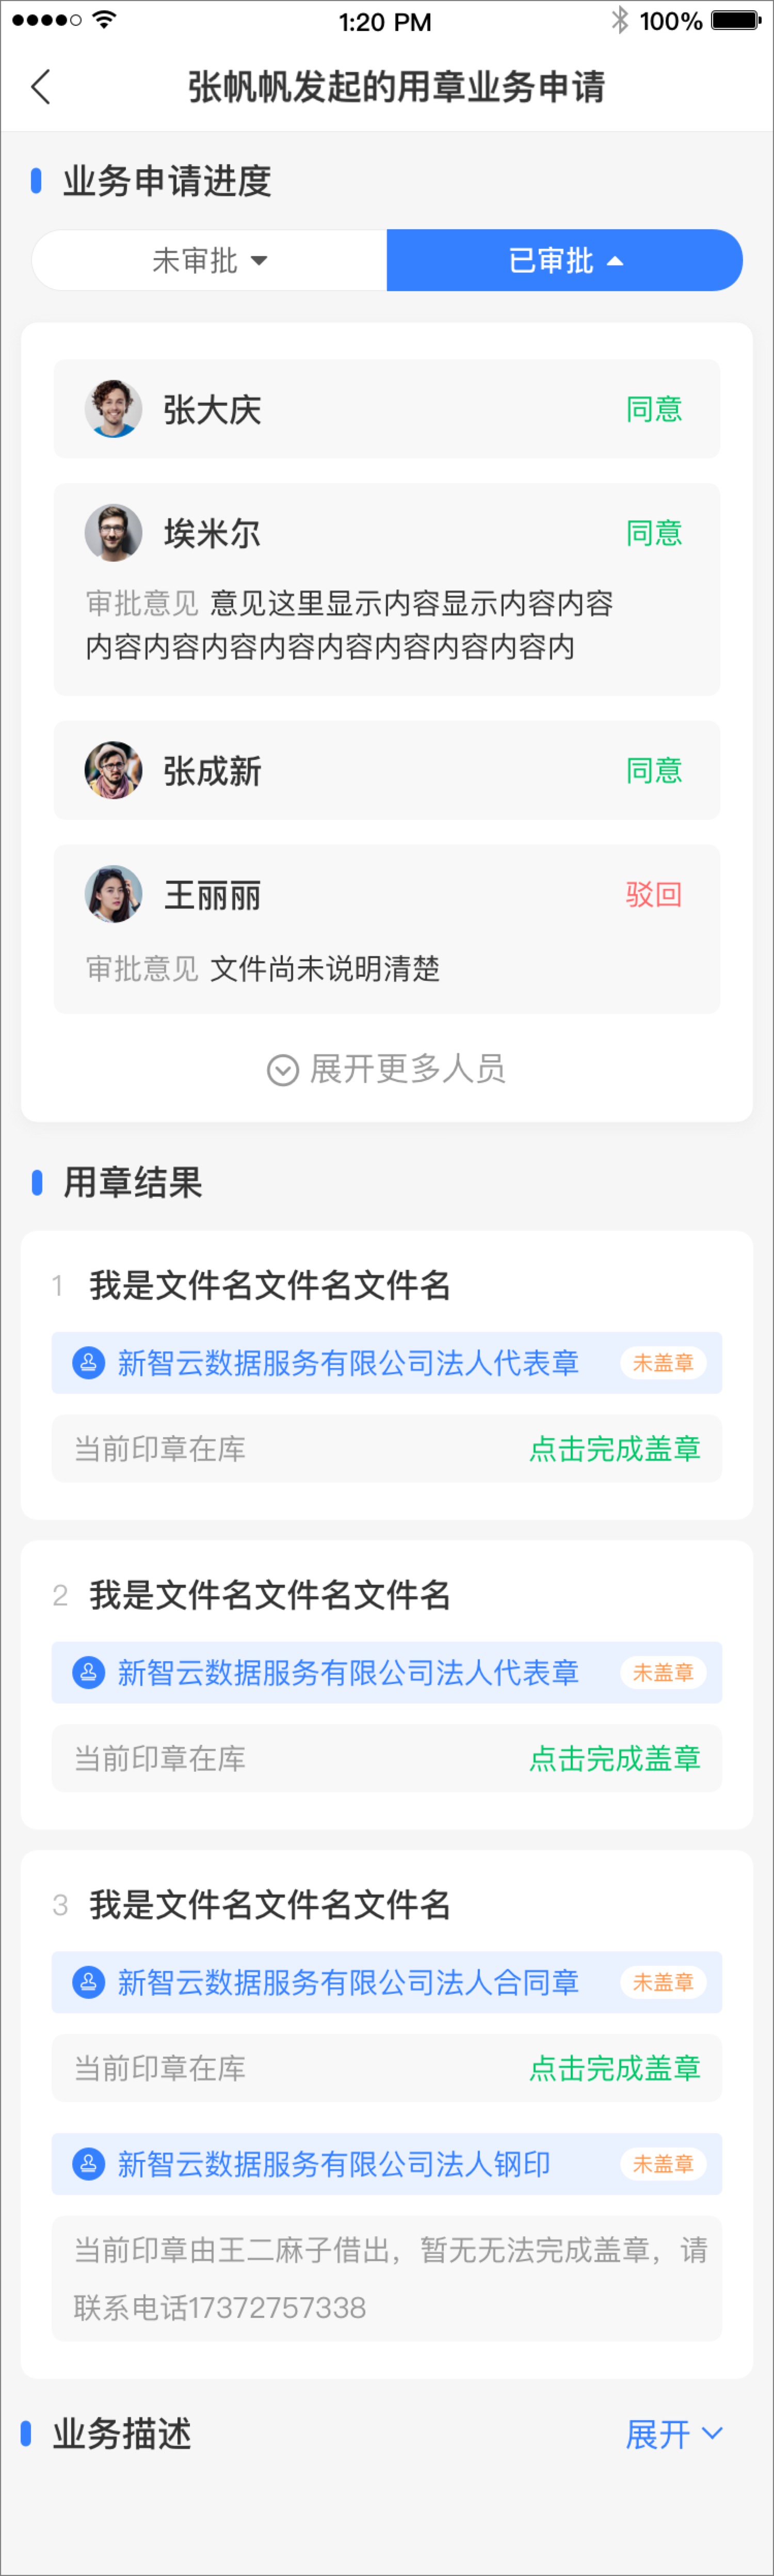 1:20 PM
100%
张帆帆发起的用章业务申请
业务申请进度
未审批
已审批
张大庆
同意
埃米尔
同意
审批意见 意见这里显示内容显示内容内容
内容内容内容内容内容内容内容内容内
张成新
同意
王丽丽
驳回
审批意见 文件尚未说明清楚
展开更多人员
用章结果
1 我是文件名文件名文件名
新智云数据服务有限公司法人代表章 未盖章
当前印章在库 点击完成盖章
2 我是文件名文件名文件名
新智云数据服务有限公司法人代表章 未盖章
当前印章在库 点击完成盖章
3 我是文件名文件名文件名
新智云数据服务有限公司法人合同章 未盖章
当前印章在库 点击完成盖章
新智云数据服务有限公司法人钢印 未盖章
当前印章由王二麻子借出，暂无无法完成盖章，请
联系电话17372757338
业务描述
展开